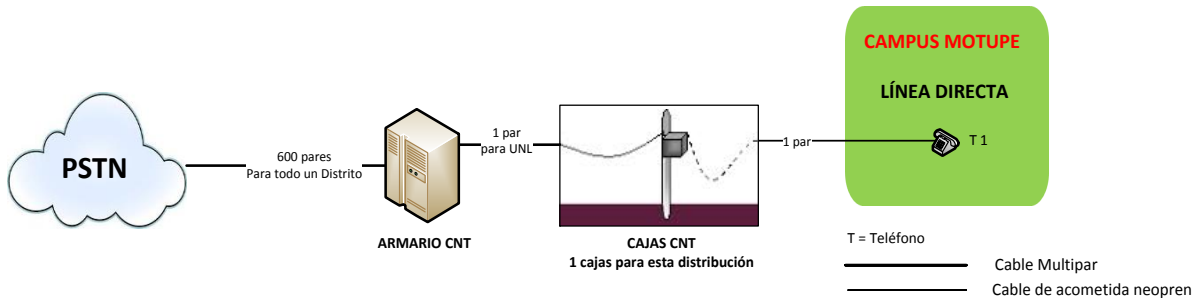 CAMPUS MOTUPE
LÍNEA DIRECTA
T 1
PSTN
600 pares
Para todo un Distrito
1 par
para UNL
1 par
ARMARIO CNT
CAJAS CNT
1 cajas para esta distribución
T = Teléfono
Cable Multipar
Cable de acometida neopren